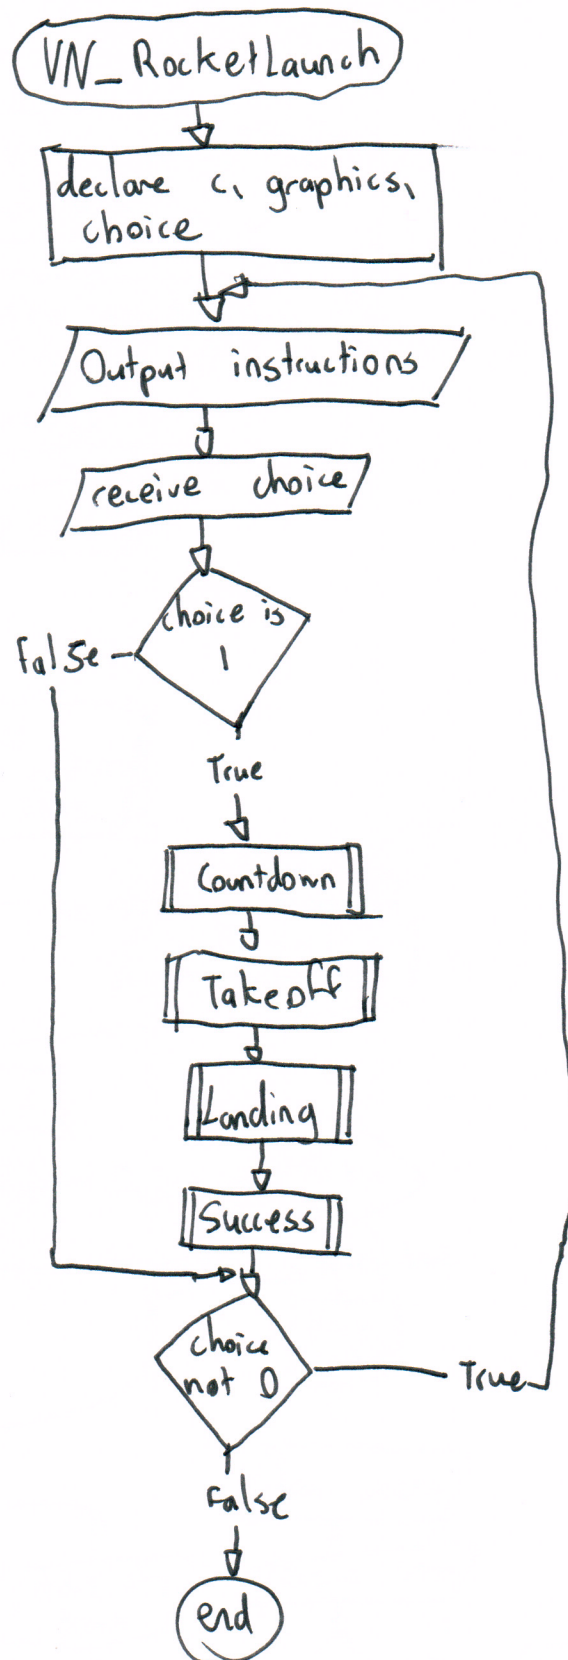 VN_RocketLaunch
declare c, graphics,
choice
Output instructions
receive choice
choice is
1
False
True
Countdown
Takeoff
Landing
Success
choice
not 0
True
False
end